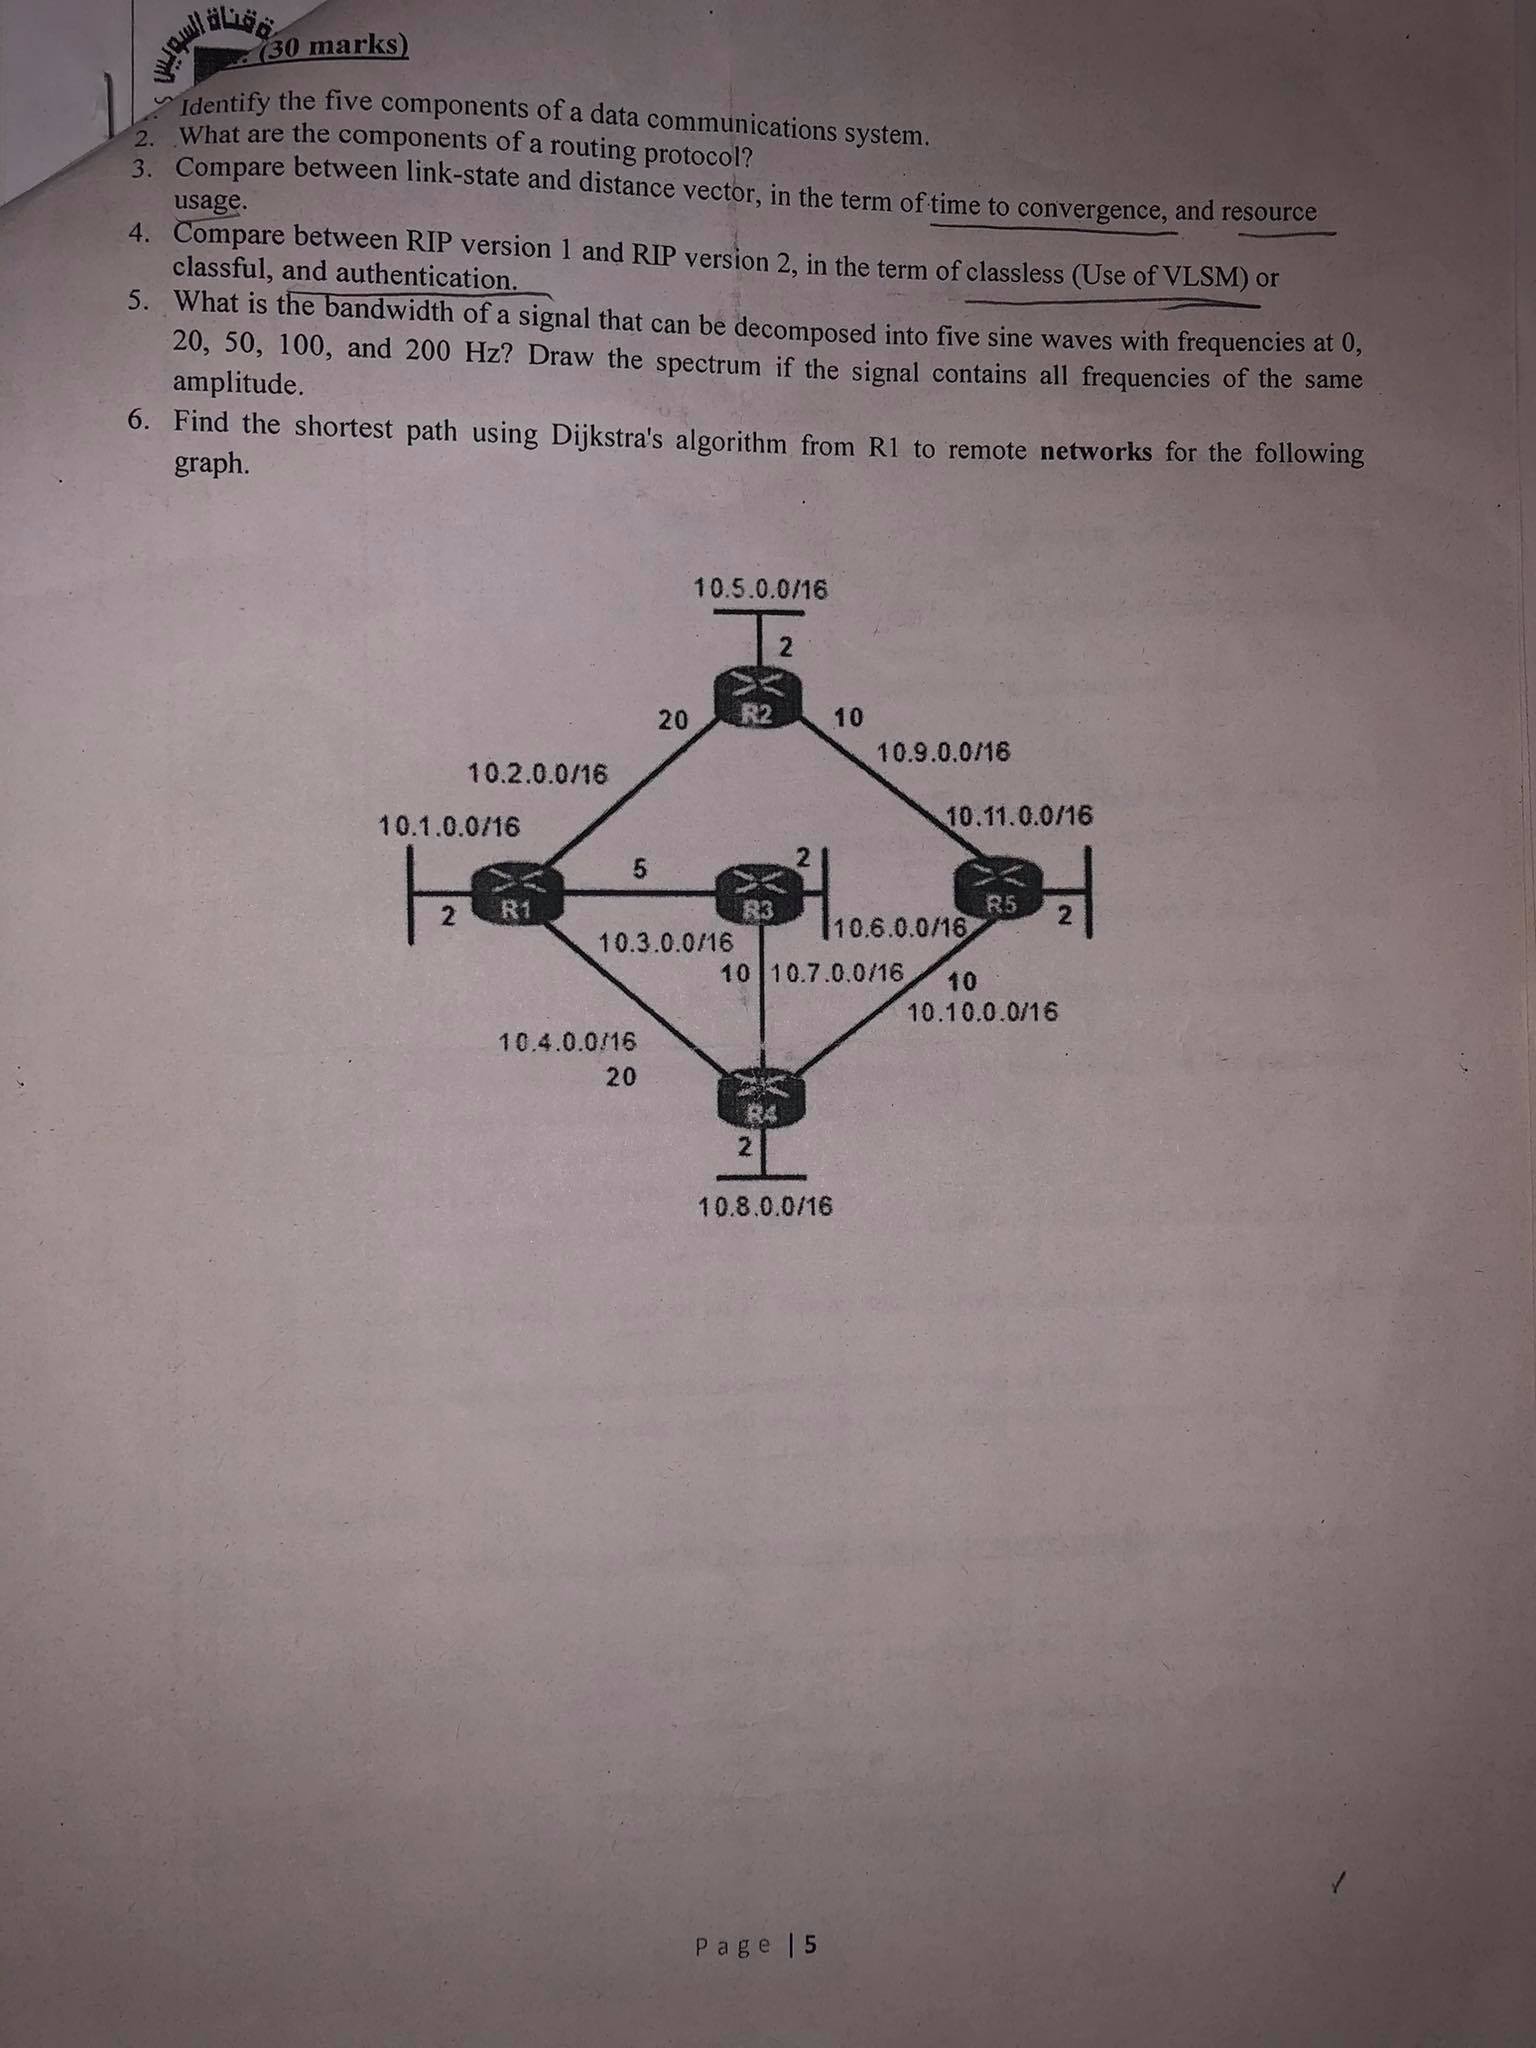 قناة السويس
(30 marks)
Identify the five components of a data communications system.
2. What are the components of a routing protocol?
3. Compare between link-state and distance vector, in the term of time to convergence, and resource
usage.
4. Compare between RIP version 1 and RIP version 2, in the term of classless (Use of VLSM) or
classful, and authentication.
5. What is the bandwidth of a signal that can be decomposed into five sine waves with frequencies at 0,
20, 50, 100, and 200 Hz? Draw the spectrum if the signal contains all frequencies of the same
amplitude.
6. Find the shortest path using Dijkstra's algorithm from R1 to remote networks for the following
graph.
10.5.0.0/16
2
R2
20
10
10.9.0.0/16
10.2.0.0/16
10.11.0.0/16
10.1.0.0/16
5
2
R1
R3
R5
2
2
10.6.0.0/16
10.3.0.0/16
10
10.7.0.0/16
10
10.10.0.0/16
10.4.0.0/16
20
R4
2
10.8.0.0/16
Page | 5